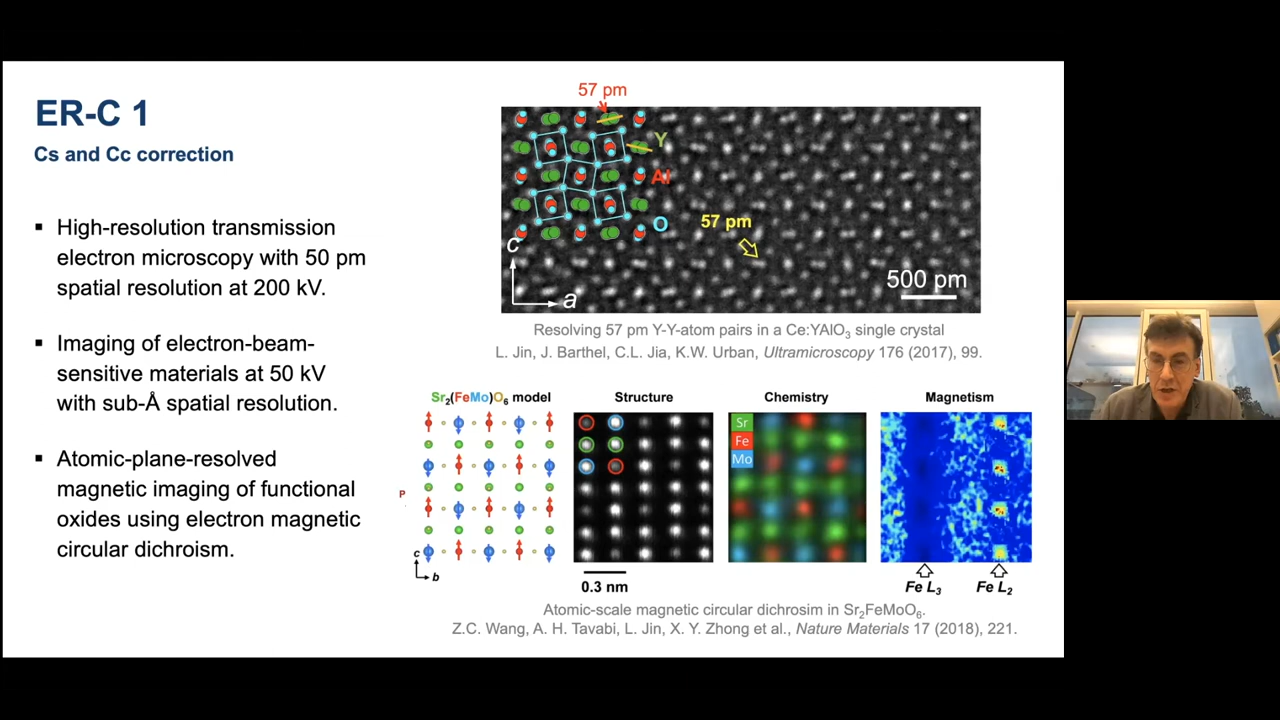 ER-C 1
Cs and Cc correction
▪ High-resolution transmission
electron microscopy with 50 pm
spatial resolution at 200 kV.
▪ Imaging of electron-beam-
sensitive materials at 50 kV
with sub-Å spatial resolution.
▪ Atomic-plane-resolved
magnetic imaging of functional
oxides using electron magnetic
circular dichroism.
57 pm
Y
Al
O
57 pm
c
a
500 pm
Resolving 57 pm Y-Y-atom pairs in a Ce:YAlO₃ single crystal
L. Jin, J. Barthel, C.L. Jia, K.W. Urban, Ultramicroscopy 176 (2017), 99.
Sr₂(FeMo)O₆ model
Structure
Chemistry
Magnetism
Sr
Fe
Mo
P
c
b
0.3 nm
Fe L₃
Fe L₂
Atomic-scale magnetic circular dichrosim in Sr₂FeMoO₆.
Z.C. Wang, A. H. Tavabi, L. Jin, X. Y. Zhong et al., Nature Materials 17 (2018), 221.